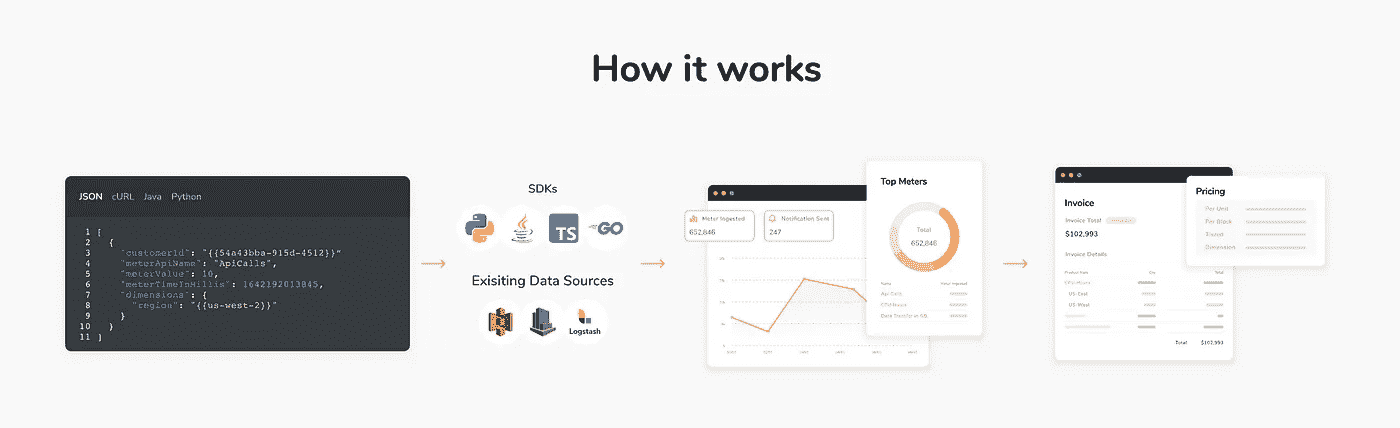 How it works
JSON cURL Java Python
1 [
2 {
3 "customerId": "{{54a43bba-915d-4512}}"
4 "meterApiName": "ApiCalls",
5 "meterValue": 10,
6 "meterTimeInMillis": 1642192013845,
7 "dimensions": {
8 "region": "{{us-west-2}}"
9 }
10 }
11 ]
SDKs
TS
GO
Exisiting Data Sources
Logstash
Meter Ingested
652,846
Notification Sent
247
Top Meters
Total
652,846
Name Meter Ingested
Api Calls
CPU-Hours
Data Transfer in GB
Invoice
Invoice Total
$102,993
Invoice Details
Product Name Qty Total
CPU-Hours
US-East
US-West
Total $102,993
Pricing
Per Unit
Per Block
Tiered
Dimension